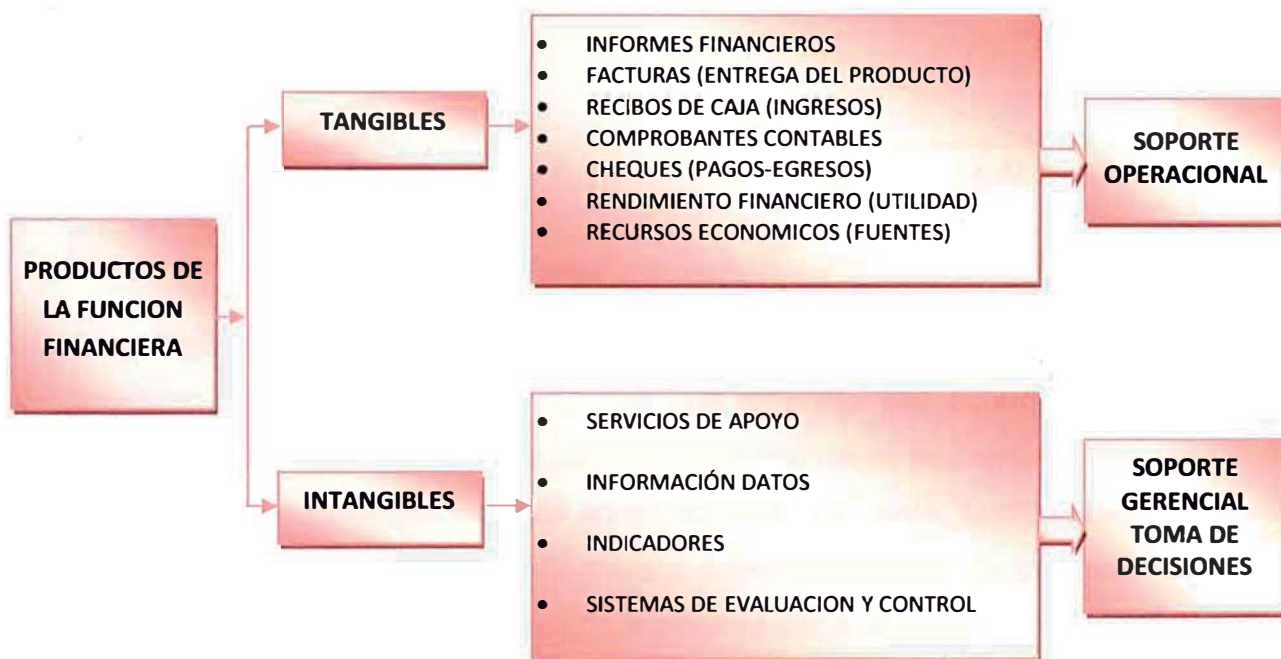 PRODUCTOS DE
LA FUNCION
FINANCIERA
TANGIBLES
• INFORMES FINANCIEROS
• FACTURAS (ENTREGA DEL PRODUCTO)
• RECIBOS DE CAJA (INGRESOS)
• COMPROBANTES CONTABLES
• CHEQUES (PAGOS-EGRESOS)
• RENDIMIENTO FINANCIERO (UTILIDAD)
• RECURSOS ECONOMICOS (FUENTES)
SOPORTE
OPERACIONAL
INTANGIBLES
• SERVICIOS DE APOYO
• INFORMACIÓN DATOS
• INDICADORES
• SISTEMAS DE EVALUACION Y CONTROL
SOPORTE
GERENCIAL
TOMA DE
DECISIONES